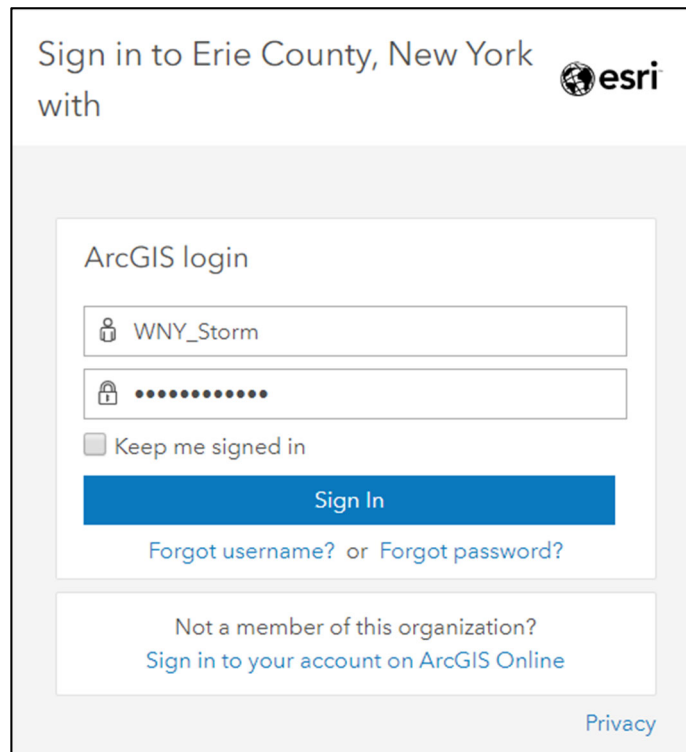 Sign in to Erie County, New York
with
esri
ArcGIS login
WNY_Storm
••••••••••••
Keep me signed in
Sign In
Forgot username? or Forgot password?
Not a member of this organization?
Sign in to your account on ArcGIS Online
Privacy